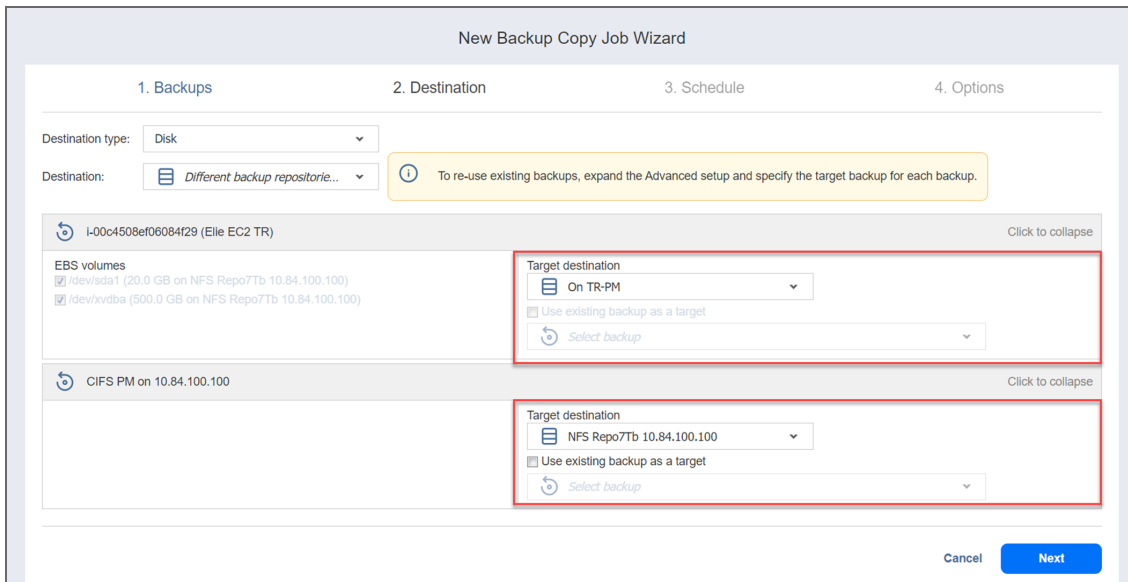 New Backup Copy Job Wizard
1. Backups
2. Destination
3. Schedule
4. Options
Destination type:
Disk
Destination:
Different backup repositorie...
To re-use existing backups, expand the Advanced setup and specify the target backup for each backup.
i-00c4508ef06084f29 (Elie EC2 TR)
Click to collapse
EBS volumes
/dev/sda1 (20.0 GB on NFS Repo7Tb 10.84.100.100)
/dev/xvdba (500.0 GB on NFS Repo7Tb 10.84.100.100)
Target destination
On TR-PM
Use existing backup as a target
Select backup
CIFS PM on 10.84.100.100
Click to collapse
Target destination
NFS Repo7Tb 10.84.100.100
Use existing backup as a target
Select backup
Cancel
Next